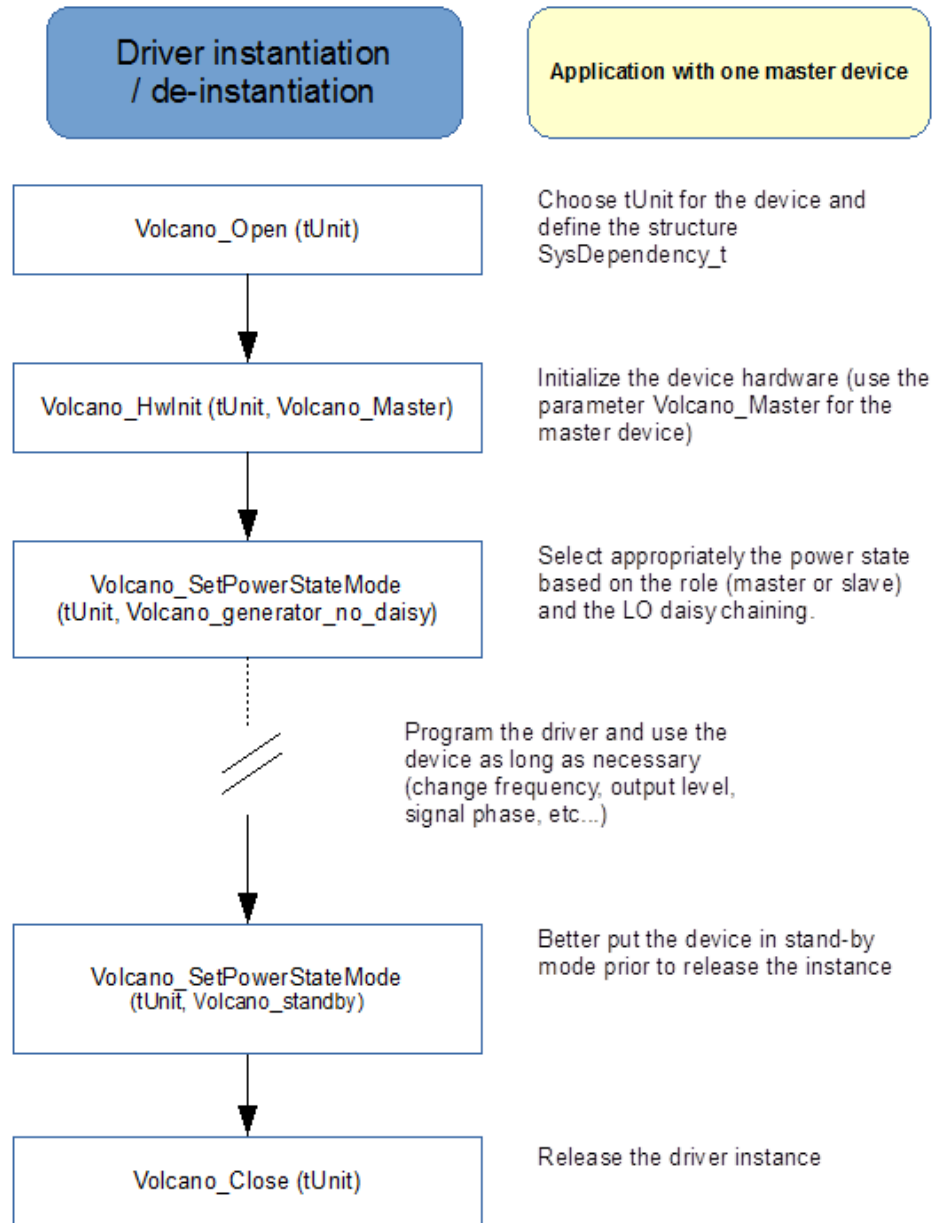 Driver instantiation
/ de-instantiation
Application with one master device
Volcano_Open (tUnit)
Choose tUnit for the device and
define the structure
SysDependency_t
Volcano_HwInit (tUnit, Volcano_Master)
Initialize the device hardware (use the
parameter Volcano_Master for the
master device)
Volcano_SetPowerStateMode
(tUnit, Volcano_generator_no_daisy)
Select appropriately the power state
based on the role (master or slave)
and the LO daisy chaining.
Program the driver and use the
device as long as necessary
(change frequency, output level,
signal phase, etc...)
Volcano_SetPowerStateMode
(tUnit, Volcano_standby)
Better put the device in stand-by
mode prior to release the instance
Volcano_Close (tUnit)
Release the driver instance